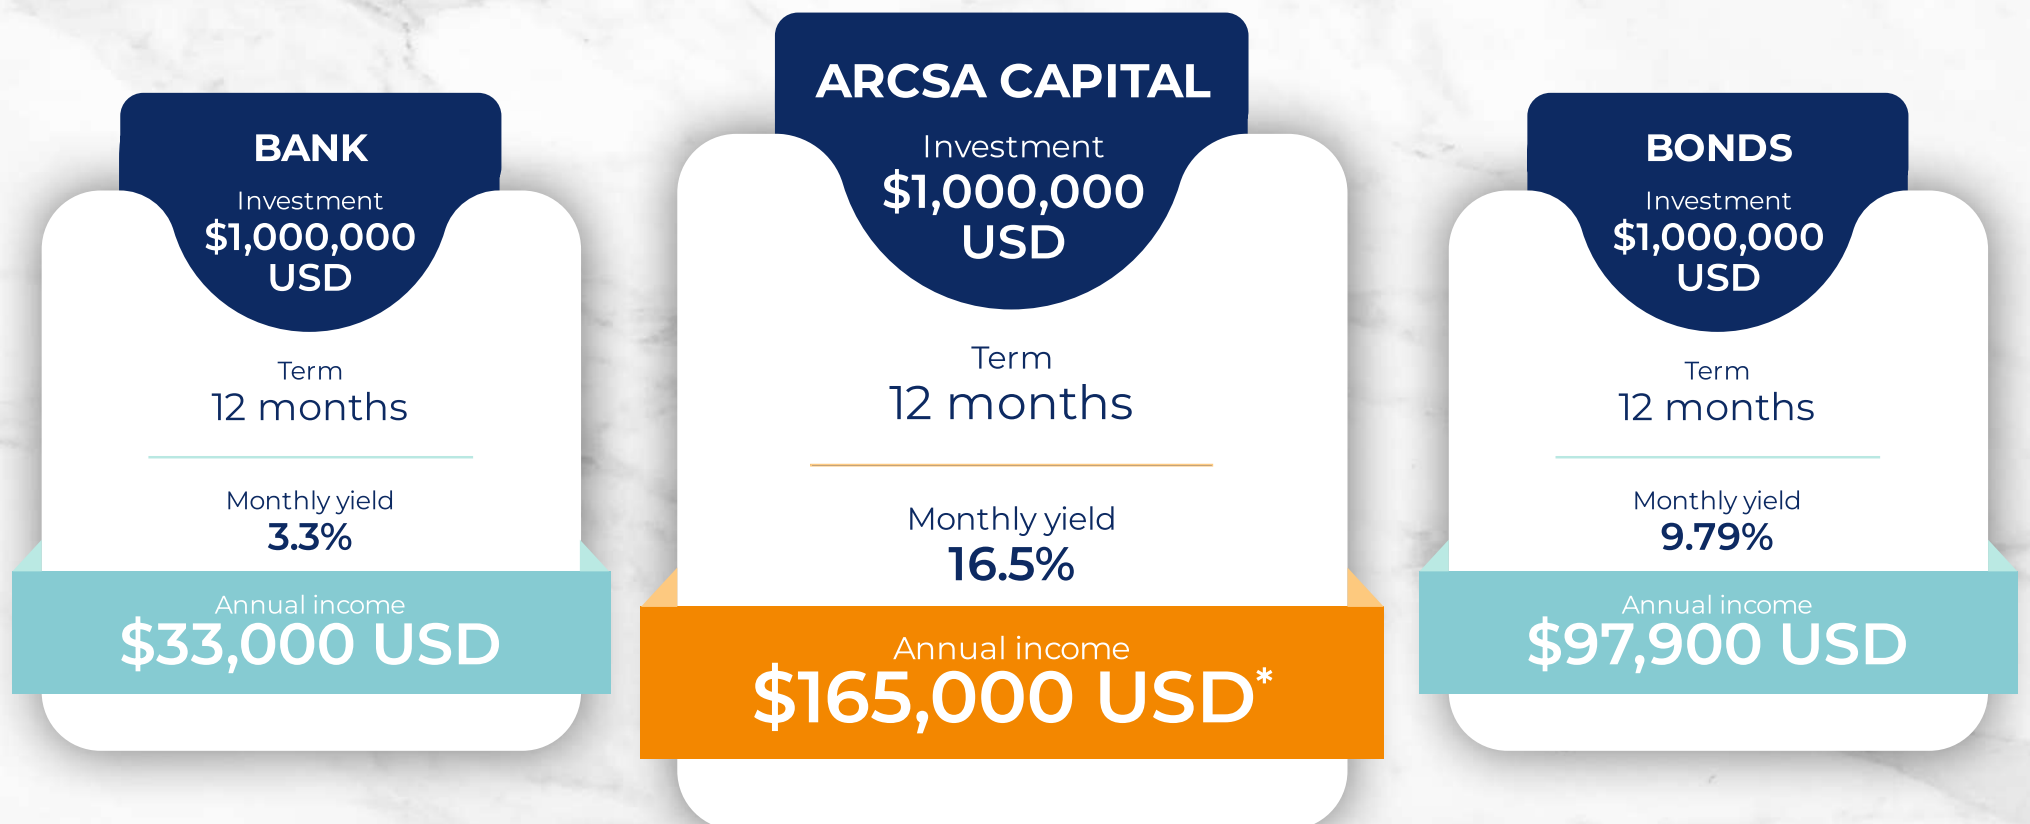 BANK
Investment
$1,000,000
USD
Term
12 months
Monthly yield
3.3%
Annual income
$33,000 USD
ARCSA CAPITAL
Investment
$1,000,000
USD
Term
12 months
Monthly yield
16.5%
Annual income
$165,000 USD*
BONDS
Investment
$1,000,000
USD
Term
12 months
Monthly yield
9.79%
Annual income
$97,900 USD